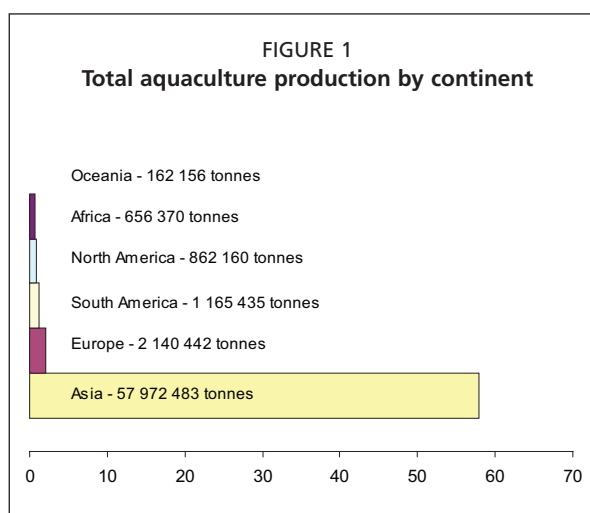 FIGURE 1
Total aquaculture production by continent
Oceania - 162 156 tonnes
Africa - 656 370 tonnes
North America - 862 160 tonnes
South America - 1 165 435 tonnes
Europe - 2 140 442 tonnes
Asia - 57 972 483 tonnes
0 10 20 30 40 50 60 70